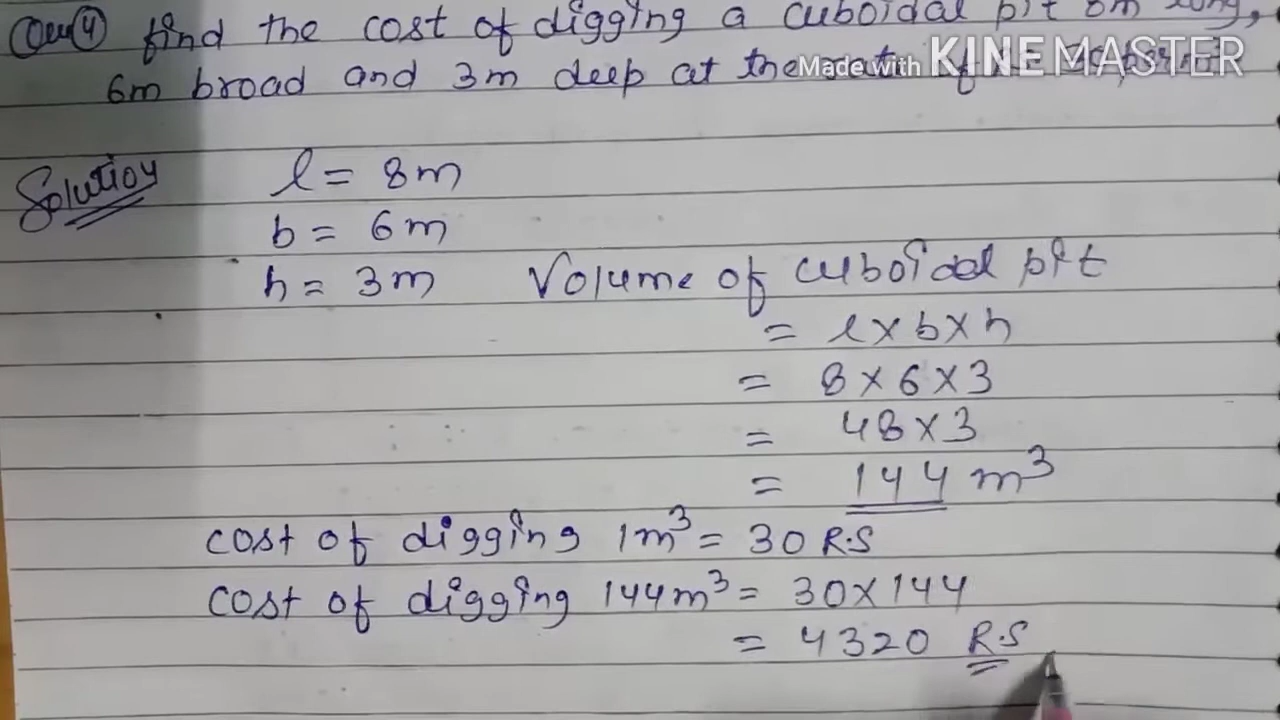 Que④ find the cost of digging a cuboidal pit 8m long,
6m broad and 3m deep at the
Made with KINEMASTER
Solution l = 8m
b = 6m
h = 3m Volume of cuboidal pit
= l×b×h
= 8×6×3
= 48×3
= 144 m³
cost of digging 1m³ = 30 R.S
cost of digging 144m³ = 30×144
= 4320 R.S